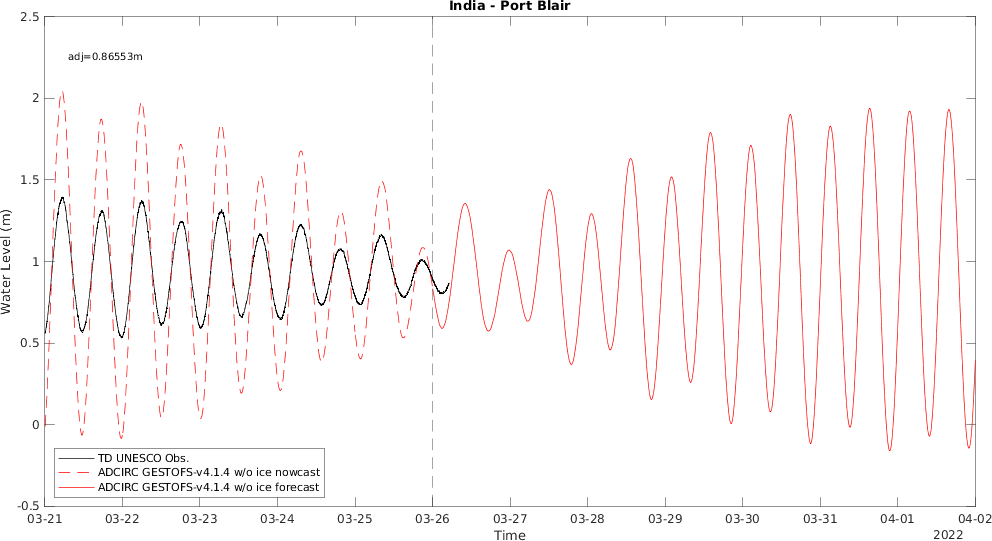 India - Port Blair
adj=0.86553m
Water Level (m)
2.5
2
1.5
1
0.5
0
-0.5
TD UNESCO Obs.
ADCIRC GESTOFS-v4.1.4 w/o ice nowcast
ADCIRC GESTOFS-v4.1.4 w/o ice forecast
03-21 03-22 03-23 03-24 03-25 03-26 03-27 03-28 03-29 03-30 03-31 04-01 04-02
Time
2022